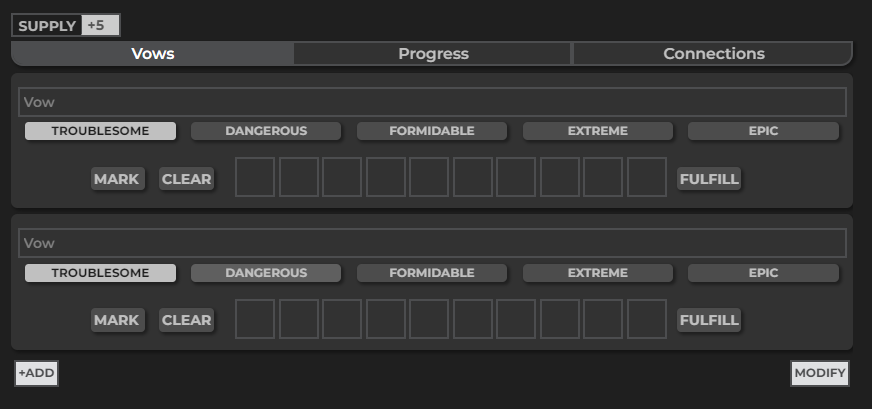 SUPPLY +5
Vows Progress Connections
Vow
TROUBLESOME DANGEROUS FORMIDABLE EXTREME EPIC
MARK CLEAR FULFILL
Vow
TROUBLESOME DANGEROUS FORMIDABLE EXTREME EPIC
MARK CLEAR FULFILL
+ADD MODIFY